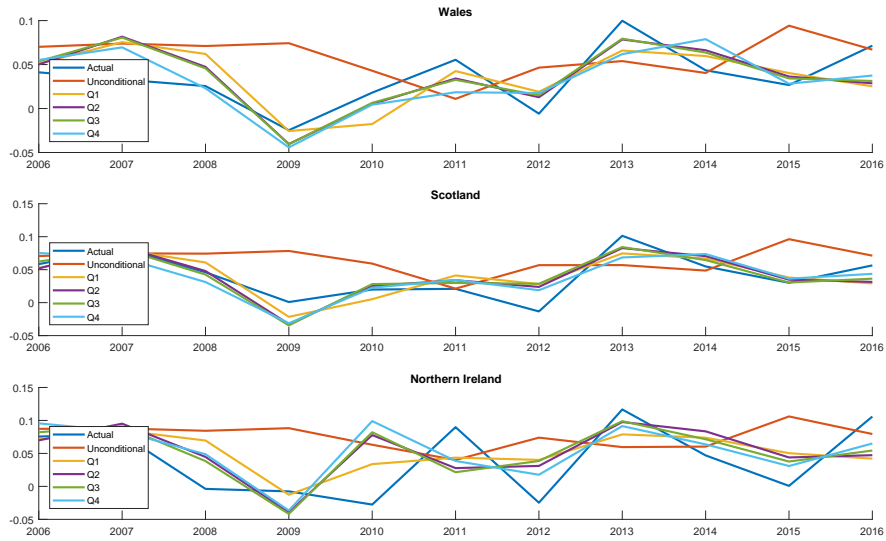 Wales
0.1
0.05
0
-0.05
Actual
Unconditional
Q1
Q2
Q3
Q4
2006 2007 2008 2009 2010 2011 2012 2013 2014 2015 2016
Scotland
0.15
0.1
0.05
0
-0.05
Actual
Unconditional
Q1
Q2
Q3
Q4
2006 2007 2008 2009 2010 2011 2012 2013 2014 2015 2016
Northern Ireland
0.15
0.1
0.05
0
-0.05
Actual
Unconditional
Q1
Q2
Q3
Q4
2006 2007 2008 2009 2010 2011 2012 2013 2014 2015 2016